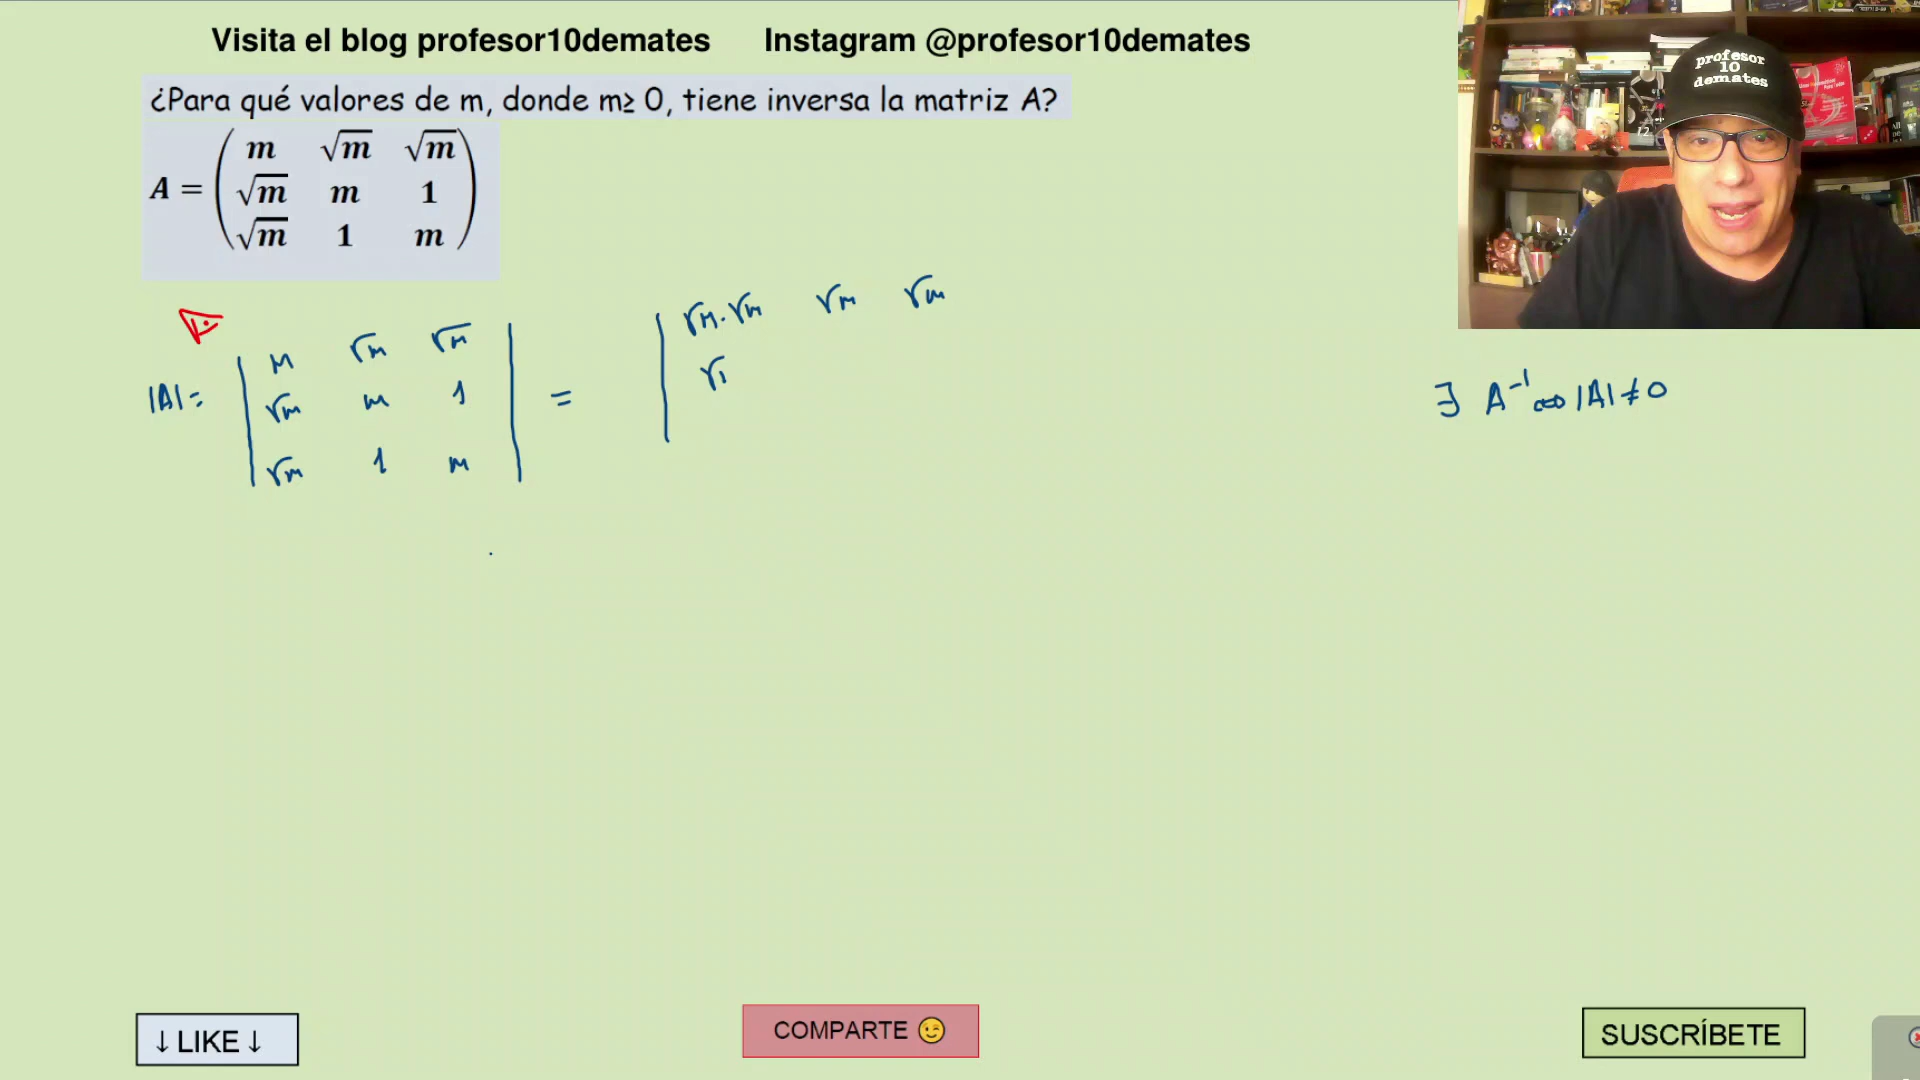 Visita el blog profesor10demates Instagram @profesor10demates
¿Para qué valores de m, donde m≥ 0, tiene inversa la matriz A?
m √m √m
A = √m m 1
√m 1 m
profesor
10
demates
√m·√m √m √m
m √m √m
|A|= √m m 1 =
∃ A⁻¹ ⇔ |A| ≠ 0
√m 1 m
↓ LIKE ↓
COMPARTE 😉
SUSCRÍBETE